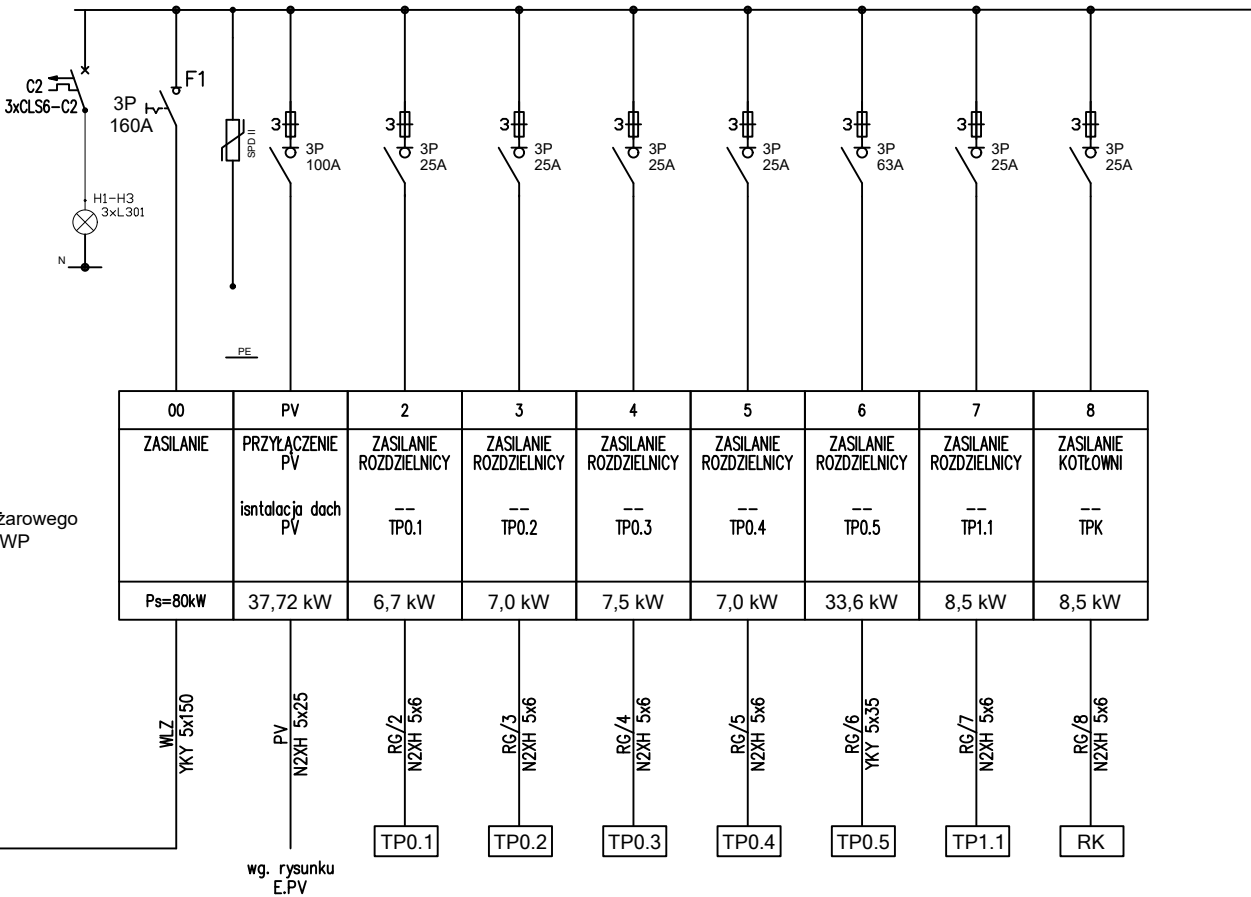 C2
3xCLS6-C2
F1
3P
160A
SPD II
3
3P
100A
3
3P
25A
3
3P
25A
3
3P
25A
3
3P
25A
3
3P
63A
3
3P
25A
3
3P
25A
H1-H3
3xL301
N
PE
00
PV
2
3
4
5
6
7
8
ZASILANIE
PRZYŁĄCZENIE
PV
isntalacja dach
PV
ZASILANIE
ROZDZIELNICY
--
TP0.1
ZASILANIE
ROZDZIELNICY
--
TP0.2
ZASILANIE
ROZDZIELNICY
--
TP0.3
ZASILANIE
ROZDZIELNICY
--
TP0.4
ZASILANIE
ROZDZIELNICY
--
TP0.5
ZASILANIE
ROZDZIELNICY
--
TP1.1
ZASILANIE
KOTŁOWNI
--
TPK
żarowego
WP
Ps=80kW
37,72 kW
6,7 kW
7,0 kW
7,5 kW
7,0 kW
33,6 kW
8,5 kW
8,5 kW
WLZ
YKY 5x150
PV
N2XH 5x25
RG/2
N2XH 5x6
RG/3
N2XH 5x6
RG/4
N2XH 5x6
RG/5
N2XH 5x6
RG/6
YKY 5x35
RG/7
N2XH 5x6
RG/8
N2XH 5x6
TP0.1
TP0.2
TP0.3
TP0.4
TP0.5
TP1.1
RK
wg. rysunku
E.PV